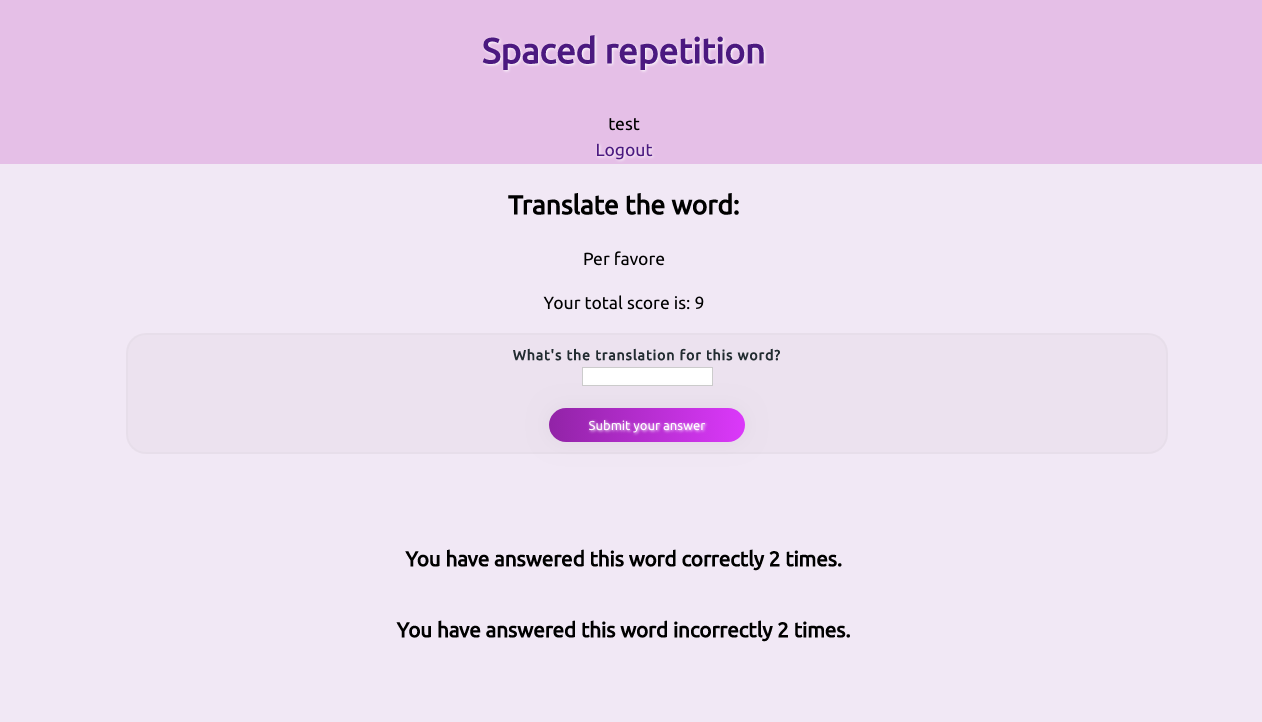 Spaced repetition
test
Logout
Translate the word:
Per favore
Your total score is: 9
What's the translation for this word?
Submit your answer
You have answered this word correctly 2 times.
You have answered this word incorrectly 2 times.